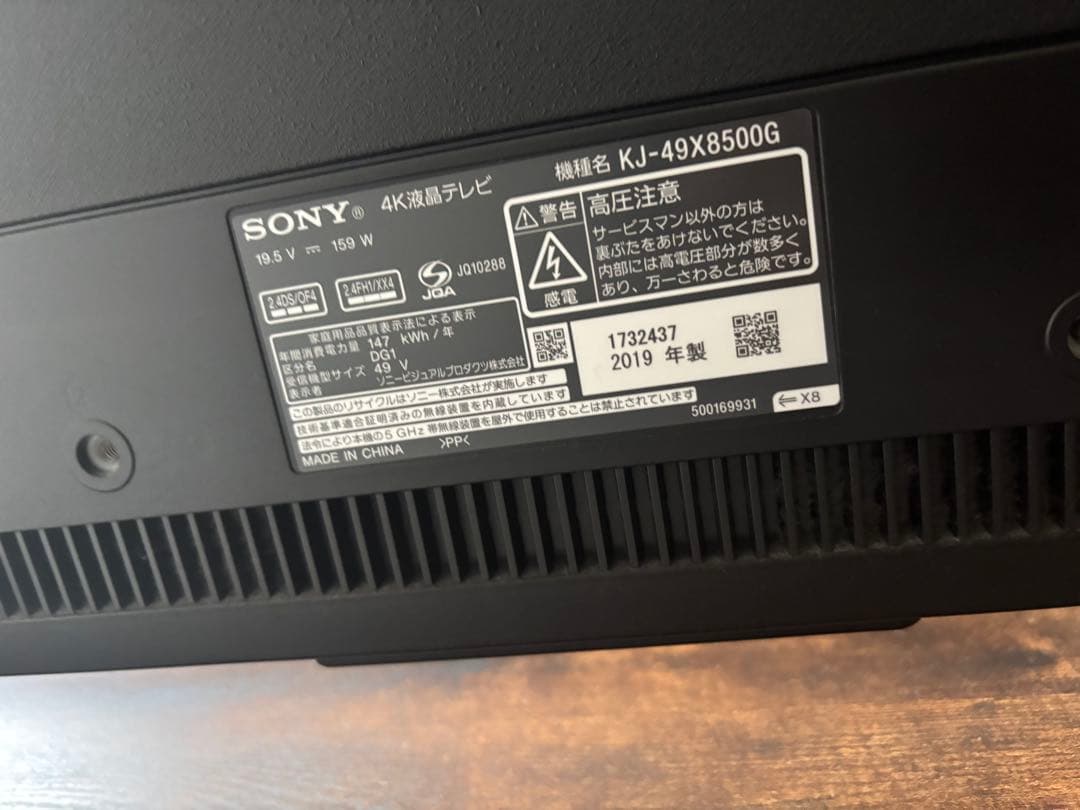 SONY® 4K液晶テレビ 機種名 KJ-49X8500G
19.5 V ⎓ 159 W
2.4DS/OF4
2.4FH1/XX4
JQA
JQ10288
⚠警告
感電
高圧注意
サービスマン以外の方は
裏ぶたをあけないでください。
内部には高電圧部分が数多く
あり、万一さわると危険です。
家庭用品品質表示法による表示
年間消費電力量 147 kWh / 年
区分名 DG1
受信機型サイズ 49 V
表示者 ソニービジュアルプロダクツ株式会社
1732437
2019 年製
この製品のリサイクルはソニー株式会社が実施します
技術基準適合証明済みの無線装置を内蔵しています
法令により本機の5 GHz 帯無線装置を屋外で使用することは禁止されています
MADE IN CHINA >PP<
500169931
⇐ X8